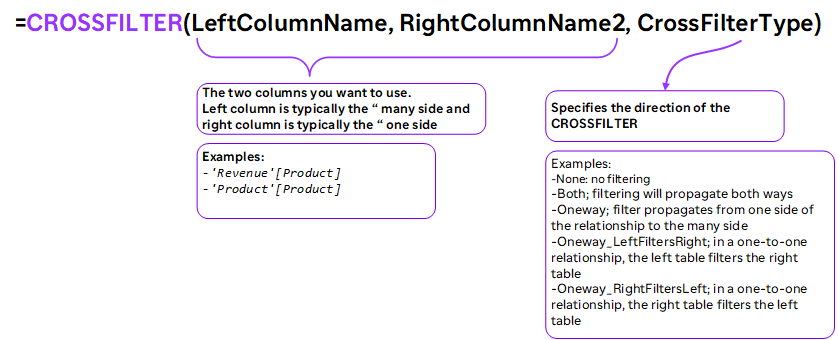 =CROSSFILTER(LeftColumnName, RightColumnName2, CrossFilterType)
The two columns you want to use.
Left column is typically the “ many side and
right column is typically the “ one side
Examples:
- 'Revenue'[Product]
- 'Product'[Product]
Specifies the direction of the
CROSSFILTER
Examples:
-None: no filtering
-Both; filtering will propagate both ways
-Oneway; filter propagates from one side of
the relationship to the many side
-Oneway_LeftFiltersRight; in a one-to-one
relationship, the left table filters the right
table
-Oneway_RightFiltersLeft; in a one-to-one
relationship, the right table filters the left
table